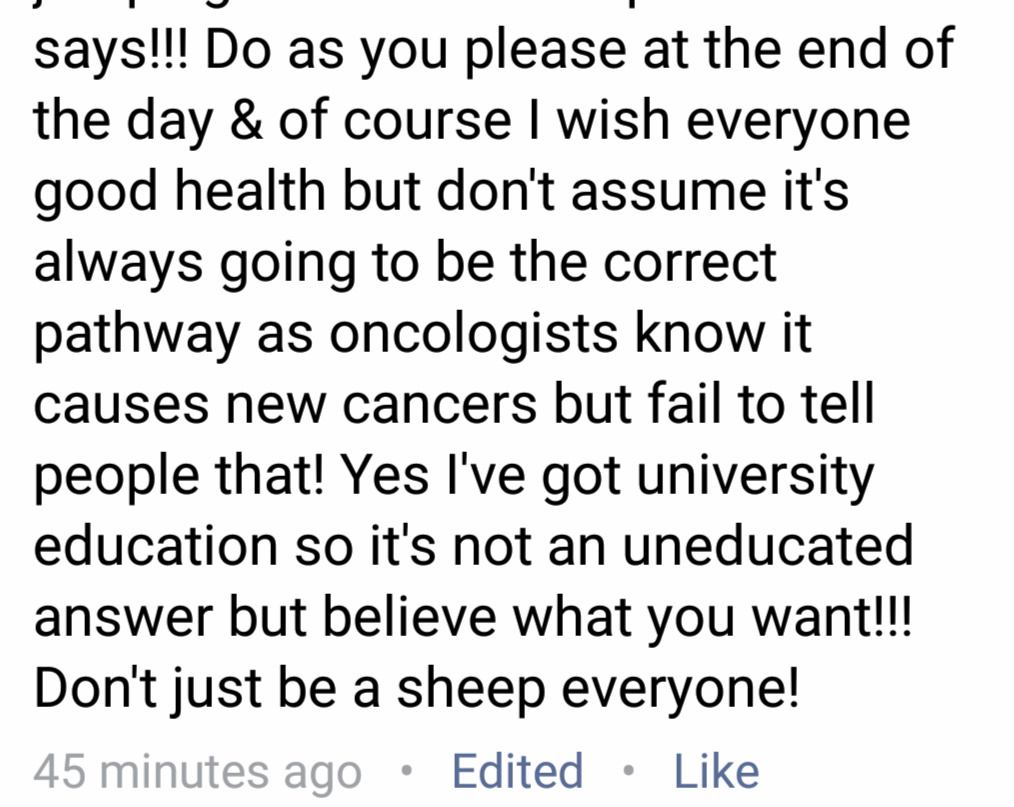 says!!! Do as you please at the end of
the day & of course I wish everyone
good health but don't assume it's
always going to be the correct
pathway as oncologists know it
causes new cancers but fail to tell
people that! Yes I've got university
education so it's not an uneducated
answer but believe what you want!!!
Don't just be a sheep everyone!
45 minutes ago • Edited • Like